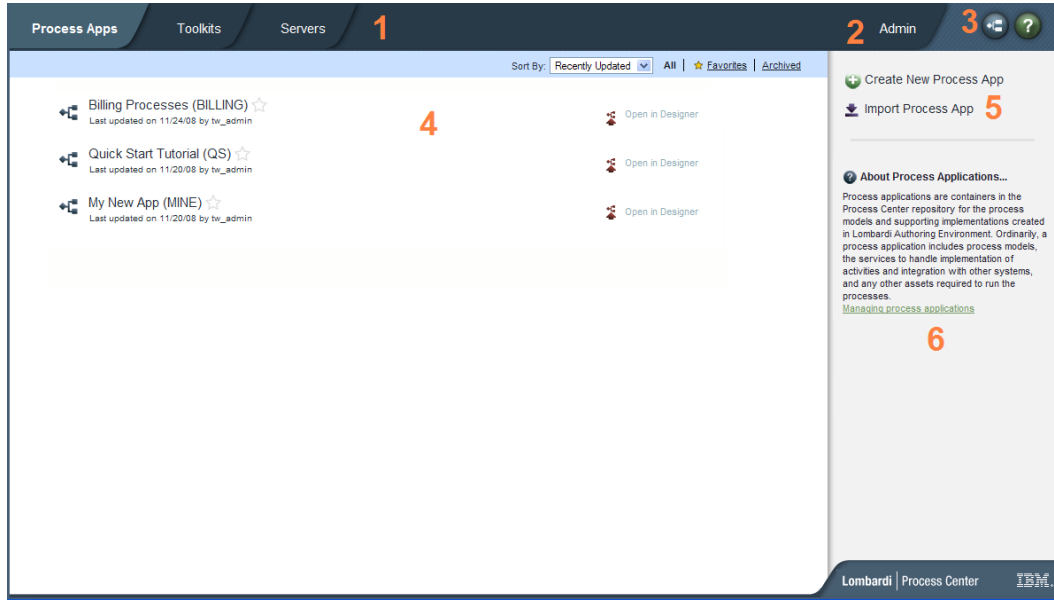 Process Apps Toolkits Servers 1 2 Admin 3 ?
Sort By: Recently Updated All | Favorites | Archived
Billing Processes (BILLING)
Last updated on 11/24/08 by tw_admin
4
Open in Designer
Quick Start Tutorial (QS)
Last updated on 11/20/08 by tw_admin
Open in Designer
My New App (MINE)
Last updated on 11/20/08 by tw_admin
Open in Designer
Create New Process App
Import Process App 5
? About Process Applications...
Process applications are containers in the
Process Center repository for the process
models and supporting implementations created
in Lombardi Authoring Environment. Ordinarily, a
process application includes process models,
the services to handle implementation of
activities and integration with other systems,
and any other assets required to run the
processes.
Managing process applications
6
Lombardi | Process Center IBM.